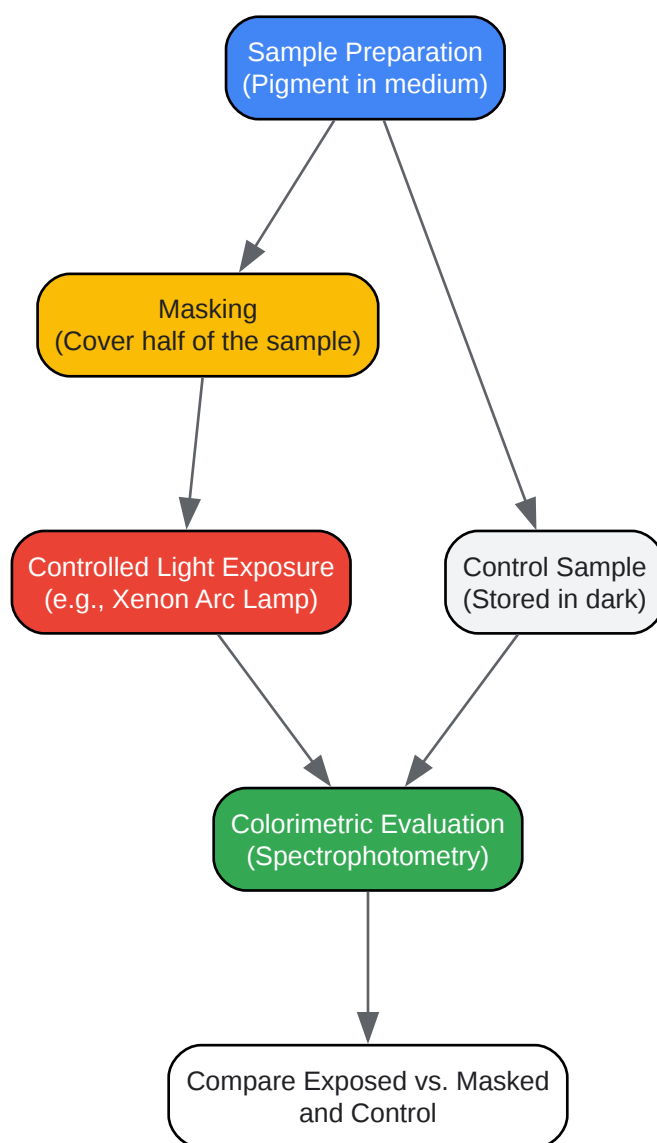 Sample Preparation
(Pigment in medium)
Masking
(Cover half of the sample)
Controlled Light Exposure
(e.g., Xenon Arc Lamp)
Control Sample
(Stored in dark)
Colorimetric Evaluation
(Spectrophotometry)
Compare Exposed vs. Masked
and Control